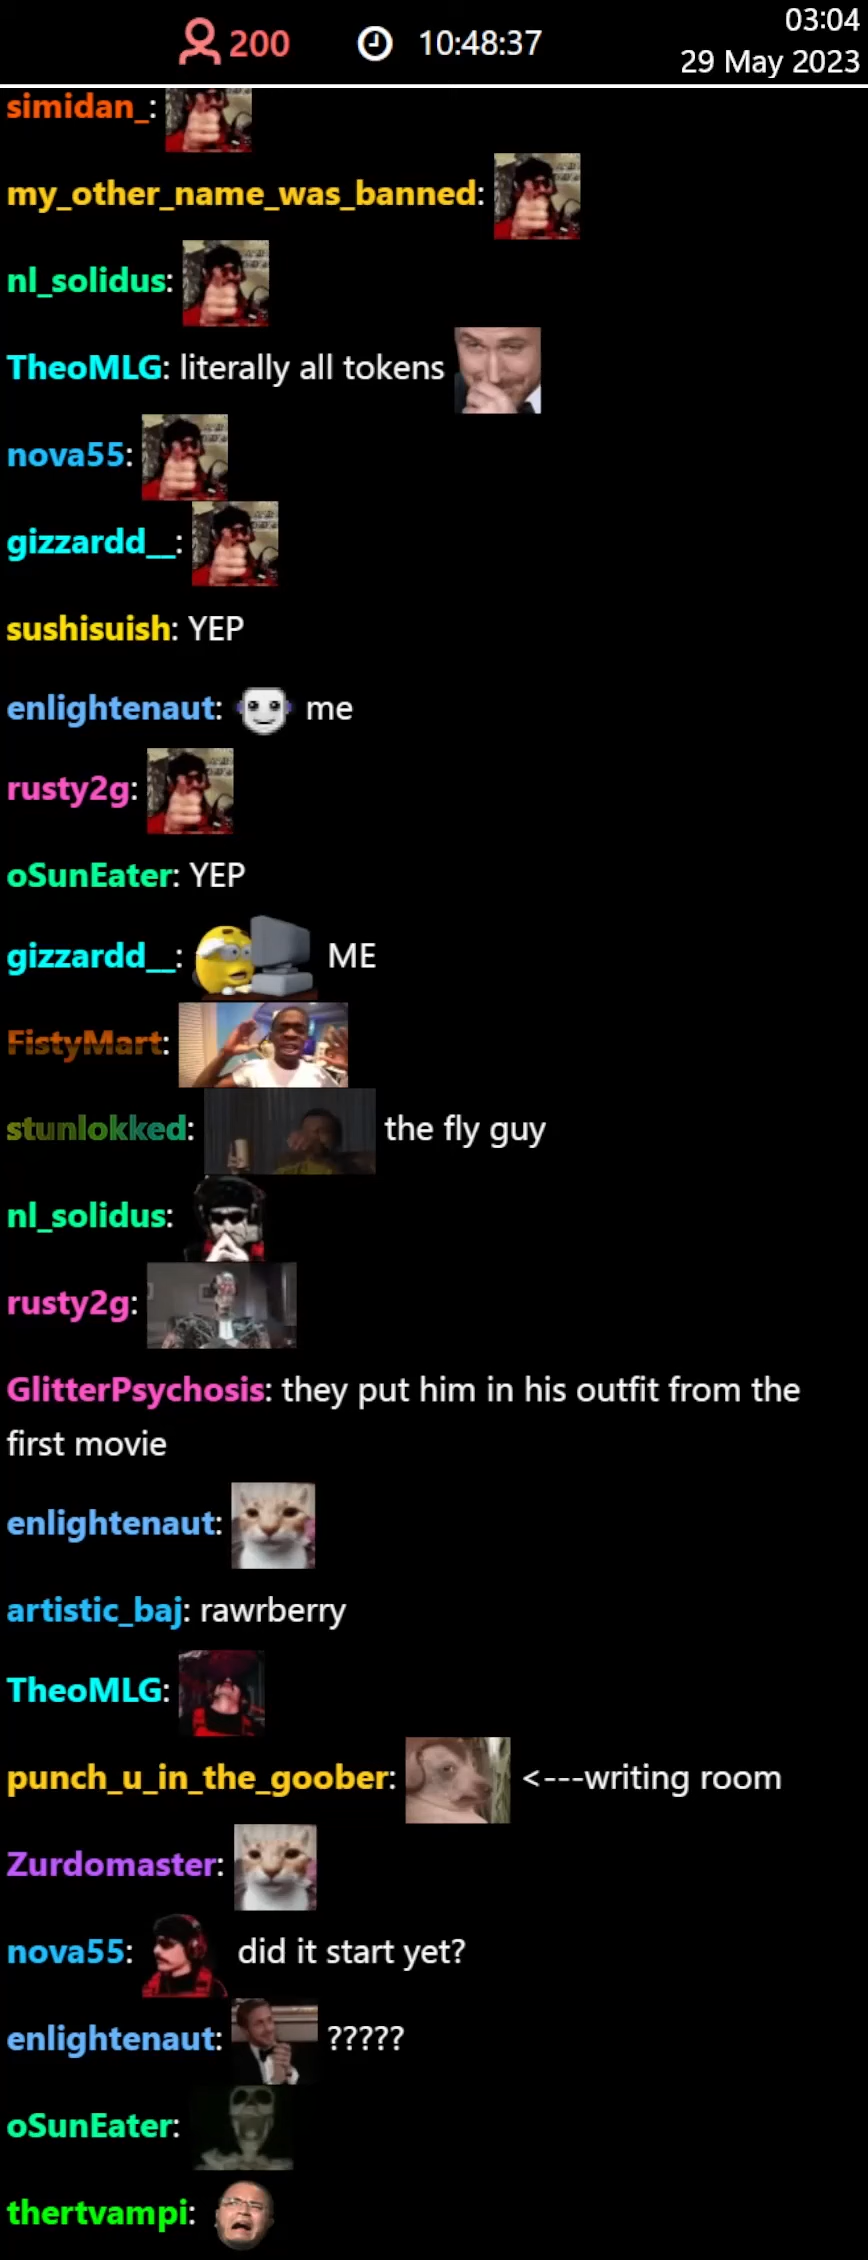 200 10:48:37 03:04
29 May 2023
simidan_:
my_other_name_was_banned:
nl_solidus:
TheoMLG: literally all tokens
nova55:
gizzardd__:
sushisuish: YEP
enlightenaut: me
rusty2g:
oSunEater: YEP
gizzardd__: ME
FistyMart:
stunlokked: the fly guy
nl_solidus:
rusty2g:
GlitterPsychosis: they put him in his outfit from the
first movie
enlightenaut:
artistic_baj: rawrberry
TheoMLG:
punch_u_in_the_goober: <---writing room
Zurdomaster:
nova55: did it start yet?
enlightenaut: ?????
oSunEater:
thertvampi: